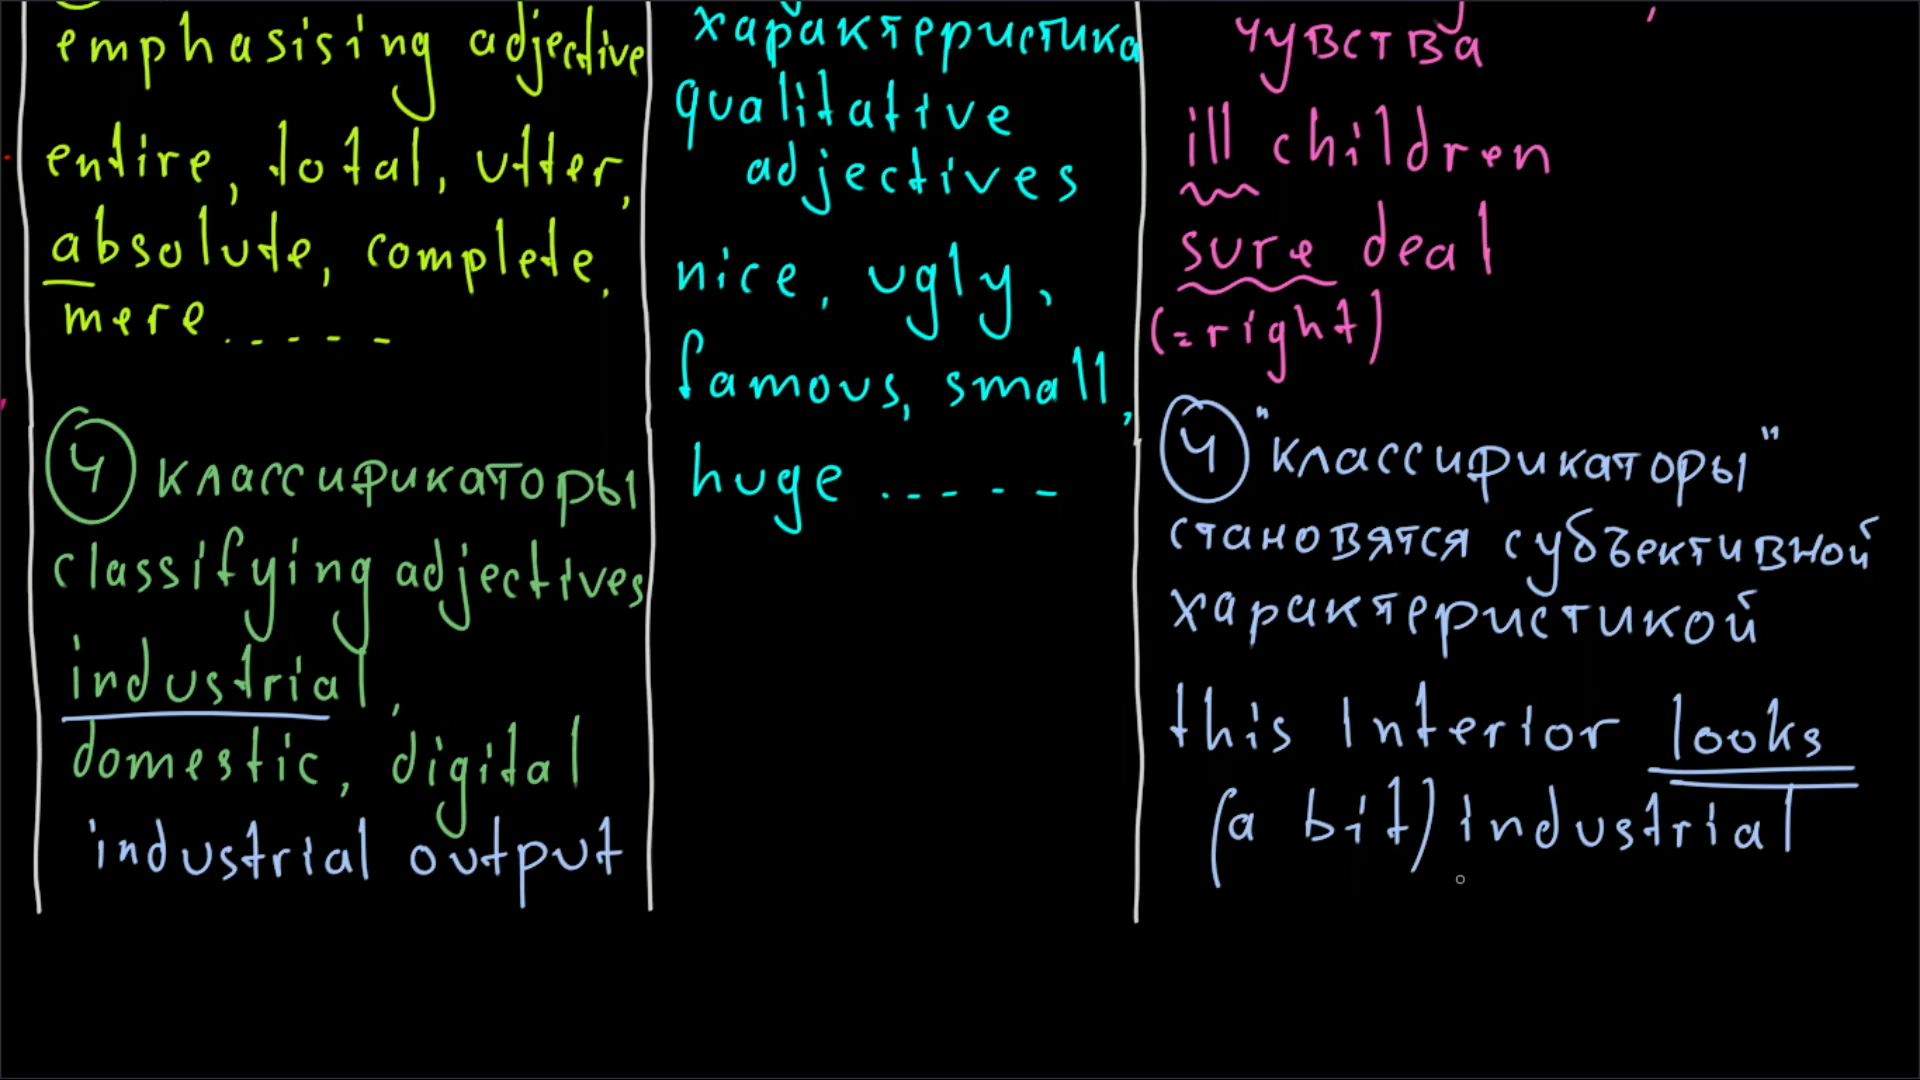 emphasising adjective
entire, total, utter,
absolute, complete,
mere .....
4 классификаторы
classifying adjectives
industrial,
domestic, digital
industrial output
характеристика
qualitative
adjectives
nice, ugly,
famous, small,
huge .....
чувства
ill children
sure deal
(=right)
4 "классификаторы"
становятся субъективной
характеристикой
this interior looks
(a bit) industrial